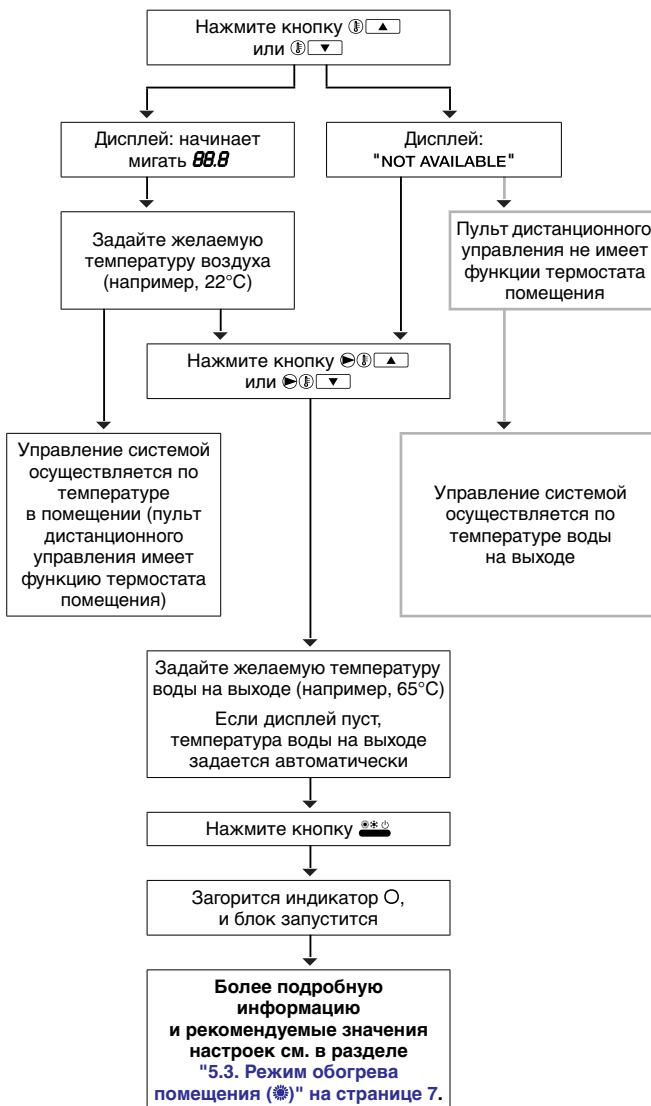 Нажмите кнопку ▲
или ▼
Дисплей: начинает
мигать 88.8
Дисплей:
"NOT AVAILABLE"
Задайте желаемую
температуру воздуха
(например, 22°C)
Пульт дистанционного
управления не имеет
функции термостата
помещения
Нажмите кнопку ▲
или ▼
Управление системой
осуществляется по
температуре
в помещении (пульт
дистанционного
управления имеет
функцию термостата
помещения)
Управление системой
осуществляется по
температуре воды
на выходе
Задайте желаемую температуру
воды на выходе (например, 65°C)
Если дисплей пуст,
температура воды на выходе
задается автоматически
Нажмите кнопку
Загорится индикатор ,
и блок запустится
Более подробную
информацию
и рекомендуемые значения
настроек см. в разделе
"5.3. Режим обогрева
помещения ()" на странице 7.